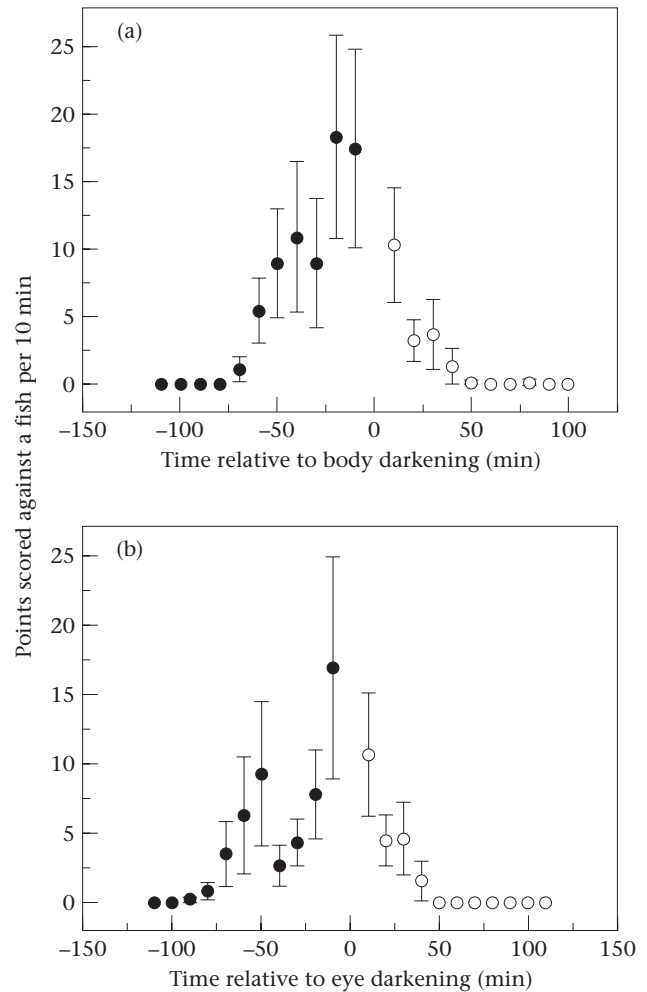 Points scored against a fish per 10 min
(a)
25
20
15
10
5
0
−150 −100 −50 0 50 100
Time relative to body darkening (min)
(b)
25
20
15
10
5
0
−150 −100 −50 0 50 100 150
Time relative to eye darkening (min)